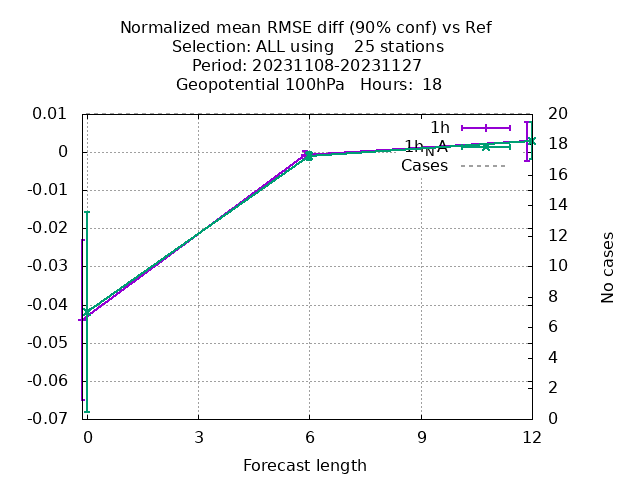 Normalized mean RMSE diff (90% conf) vs Ref
Selection: ALL using    25 stations
Period: 20231108-20231127
Geopotential 100hPa   Hours:  18
1h
1h_N A
Cases
0.01
0
-0.01
-0.02
-0.03
-0.04
-0.05
-0.06
-0.07
20
18
16
14
12
10
8
6
4
2
0
No cases
0 3 6 9 12
Forecast length